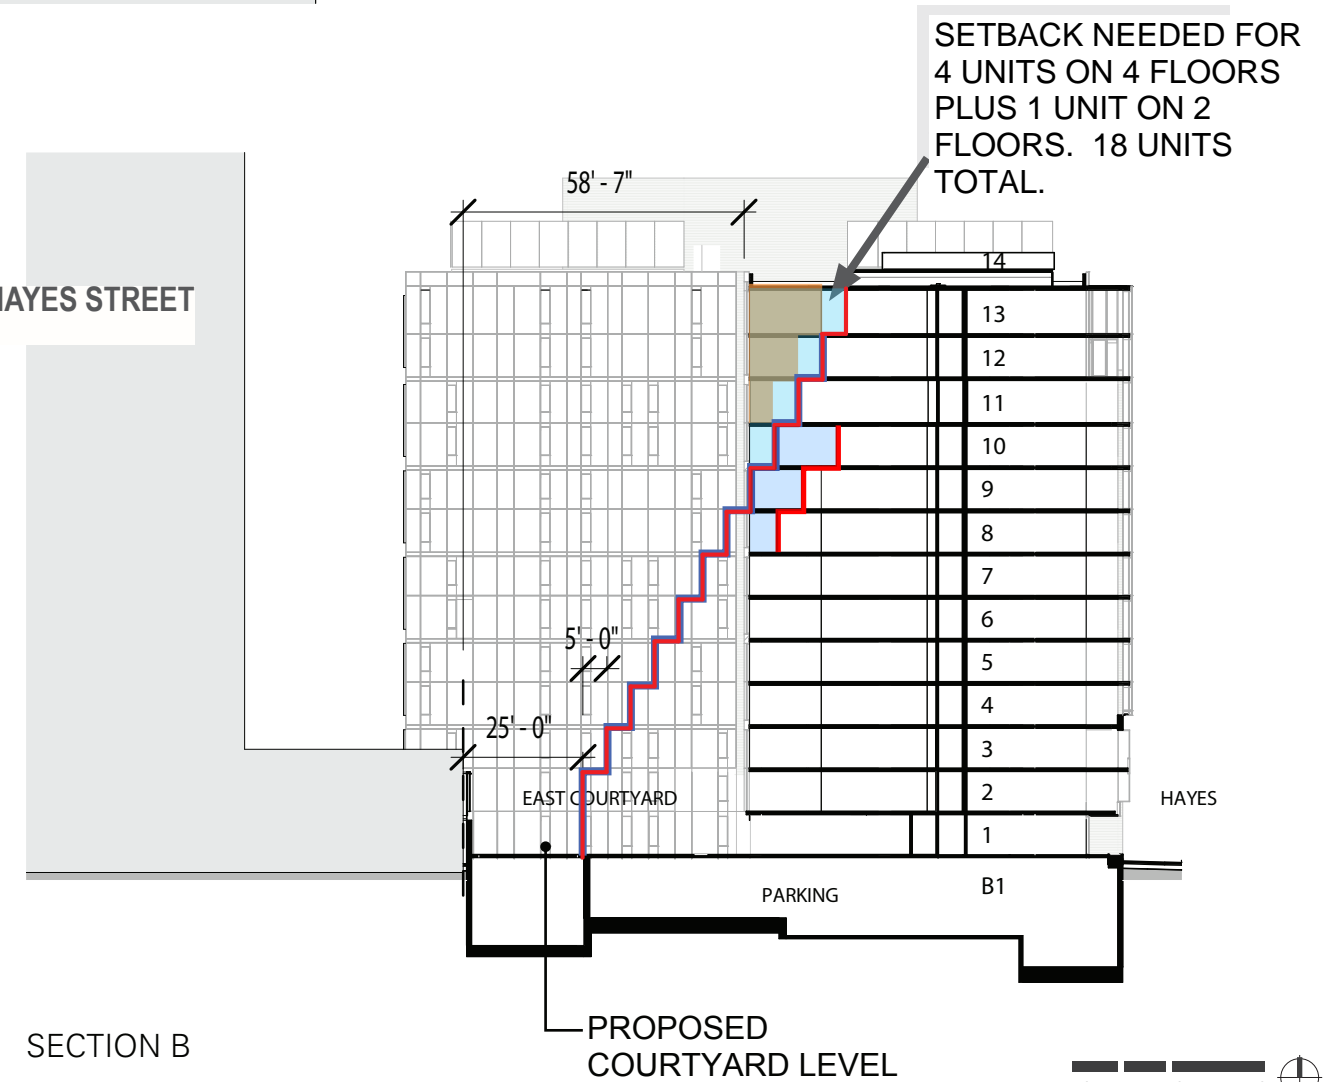 SETBACK NEEDED FOR
4 UNITS ON 4 FLOORS
PLUS 1 UNIT ON 2
FLOORS. 18 UNITS
TOTAL.
58' - 7"
14
HAYES STREET
13
12
11
10
9
8
7
6
5' - 0"
5
4
25' - 0"
3
2
EAST COURTYARD
HAYES
1
B1
PARKING
PROPOSED
COURTYARD LEVEL
SECTION B